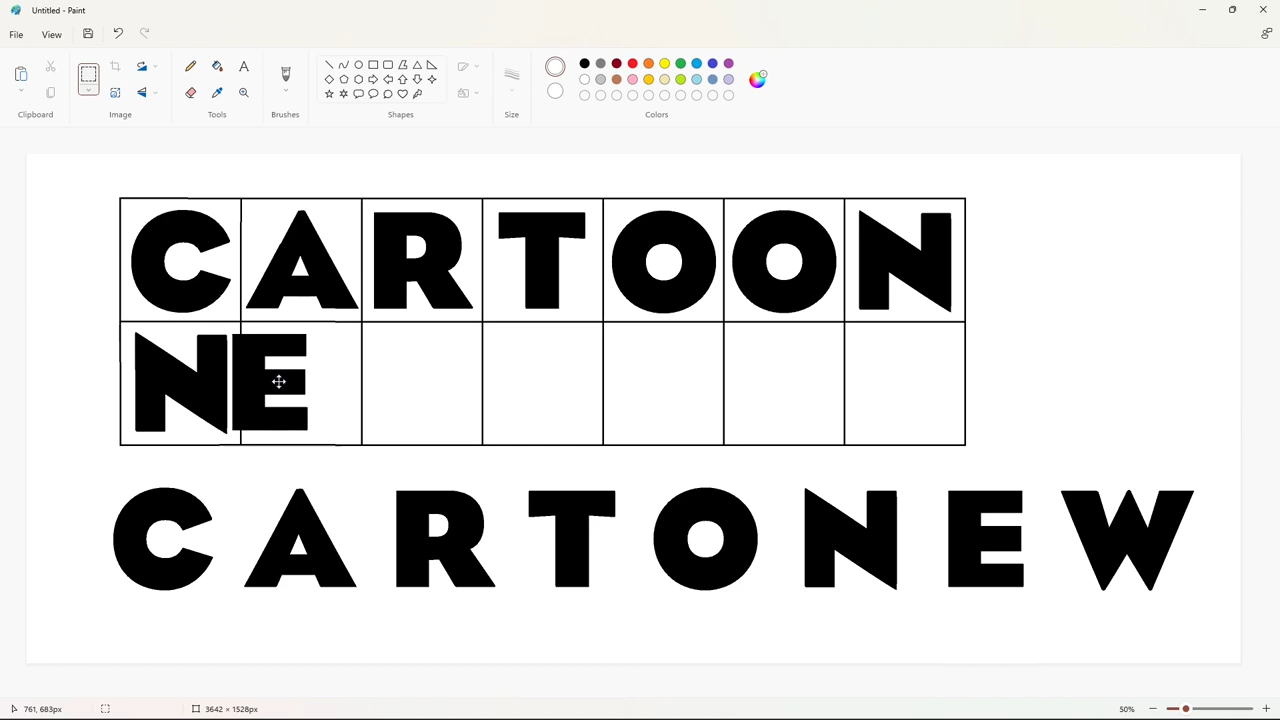 Untitled - Paint
File View
Clipboard Image Tools Brushes Shapes Size Colors
CARTOON
NE
CARTONEW
761, 683px 3642 × 1528px 50%